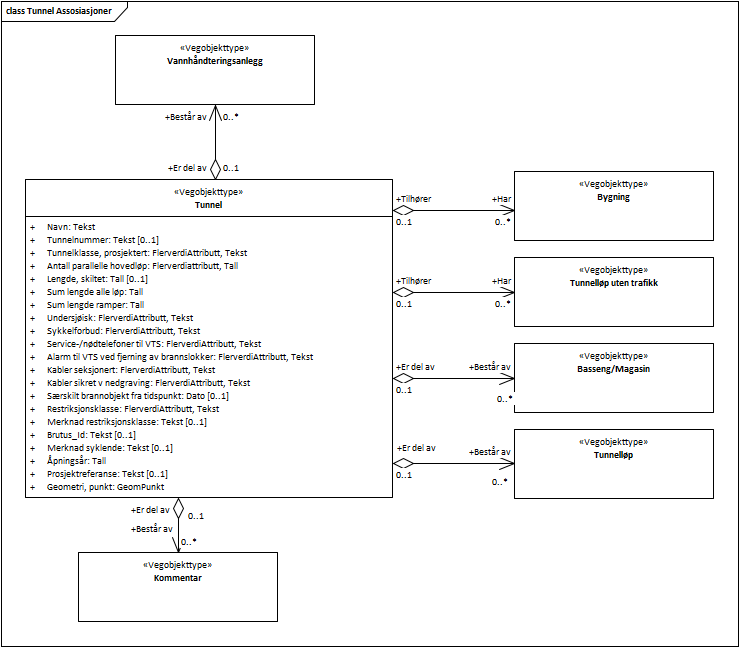 class Tunnel Assosiasjoner
«Vegobjekttype»
Vannhåndteringsanlegg
+Består av
0..*
+Er del av
0..1
«Vegobjekttype»
Tunnel
+ Navn: Tekst
+ Tunnelnummer: Tekst [0..1]
+ Tunnelklasse, prosjektert: FlerverdiAttributt, Tekst
+ Antall parallelle hovedløp: Flerverdiattributt, Tall
+ Lengde, skiltet: Tall [0..1]
+ Sum lengde alle løp: Tall
+ Sum lengde ramper: Tall
+ Undersjøisk: FlerverdiAttributt, Tekst
+ Sykkelforbud: FlerverdiAttributt, Tekst
+ Service-/nødtelefoner til VTS: FlerverdiAttributt, Tekst
+ Alarm til VTS ved fjerning av brannslokker: FlerverdiAttributt, Tekst
+ Kabler seksjonert: FlerverdiAttributt, Tekst
+ Kabler sikret v nedgraving: FlerverdiAttributt, Tekst
+ Særskilt brannobjekt fra tidspunkt: Dato [0..1]
+ Restriksjonsklasse: FlerverdiAttributt, Tekst
+ Merknad restriksjonsklasse: Tekst [0..1]
+ Brutus_Id: Tekst [0..1]
+ Merknad syklende: Tekst [0..1]
+ Åpningsår: Tall
+ Prosjektreferanse: Tekst [0..1]
+ Geometri, punkt: GeomPunkt
+Tilhører
0..1
+Har
0..*
«Vegobjekttype»
Bygning
+Tilhører
0..1
+Har
0..*
«Vegobjekttype»
Tunnelløp uten trafikk
+Er del av
0..1
+Består av
0..*
«Vegobjekttype»
Basseng/Magasin
+Er del av
0..1
+Består av
0..*
«Vegobjekttype»
Tunnelløp
+Er del av
0..1
+Består av
0..*
«Vegobjekttype»
Kommentar